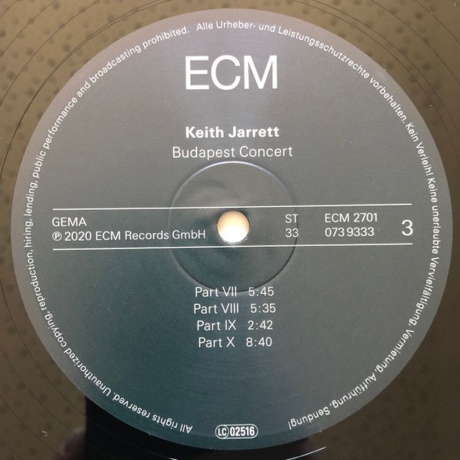 ECM
Keith Jarrett
Budapest Concert
GEMA ST ECM 2701
℗ 2020 ECM Records GmbH 33 073 9333 3
Part VII 5:45
Part VIII 5:35
Part IX 2:42
Part X 8:40
LC 02516
Alle Urheber- und Leistungsschutzrechte vorbehalten. Kein Verleih! Keine unerlaubte Vervielfältigung, Vermietung, Aufführung, Sendung!
All rights reserved. Unauthorized copying, reproduction, hiring, lending, public performance and broadcasting prohibited.